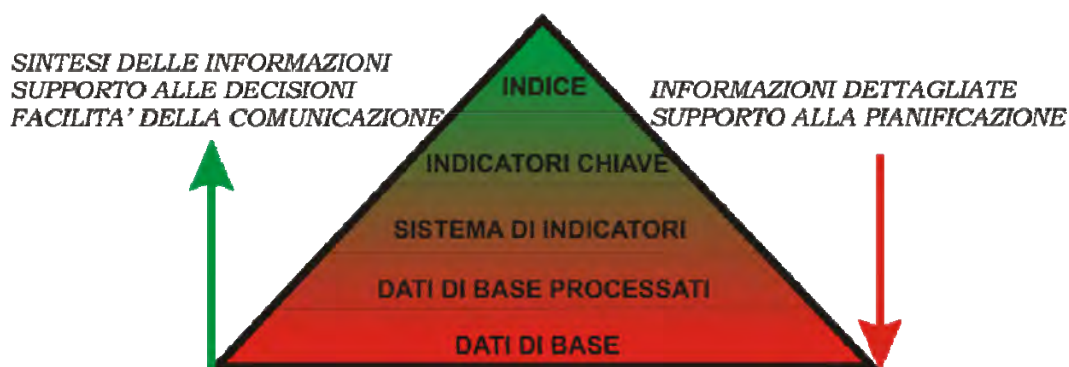 SINTESI DELLE INFORMAZIONI
SUPPORTO ALLE DECISIONI
FACILITA' DELLA COMUNICAZIONE
INDICE
INDICATORI CHIAVE
SISTEMA DI INDICATORI
DATI DI BASE PROCESSATI
DATI DI BASE
INFORMAZIONI DETTAGLIATE
SUPPORTO ALLA PIANIFICAZIONE